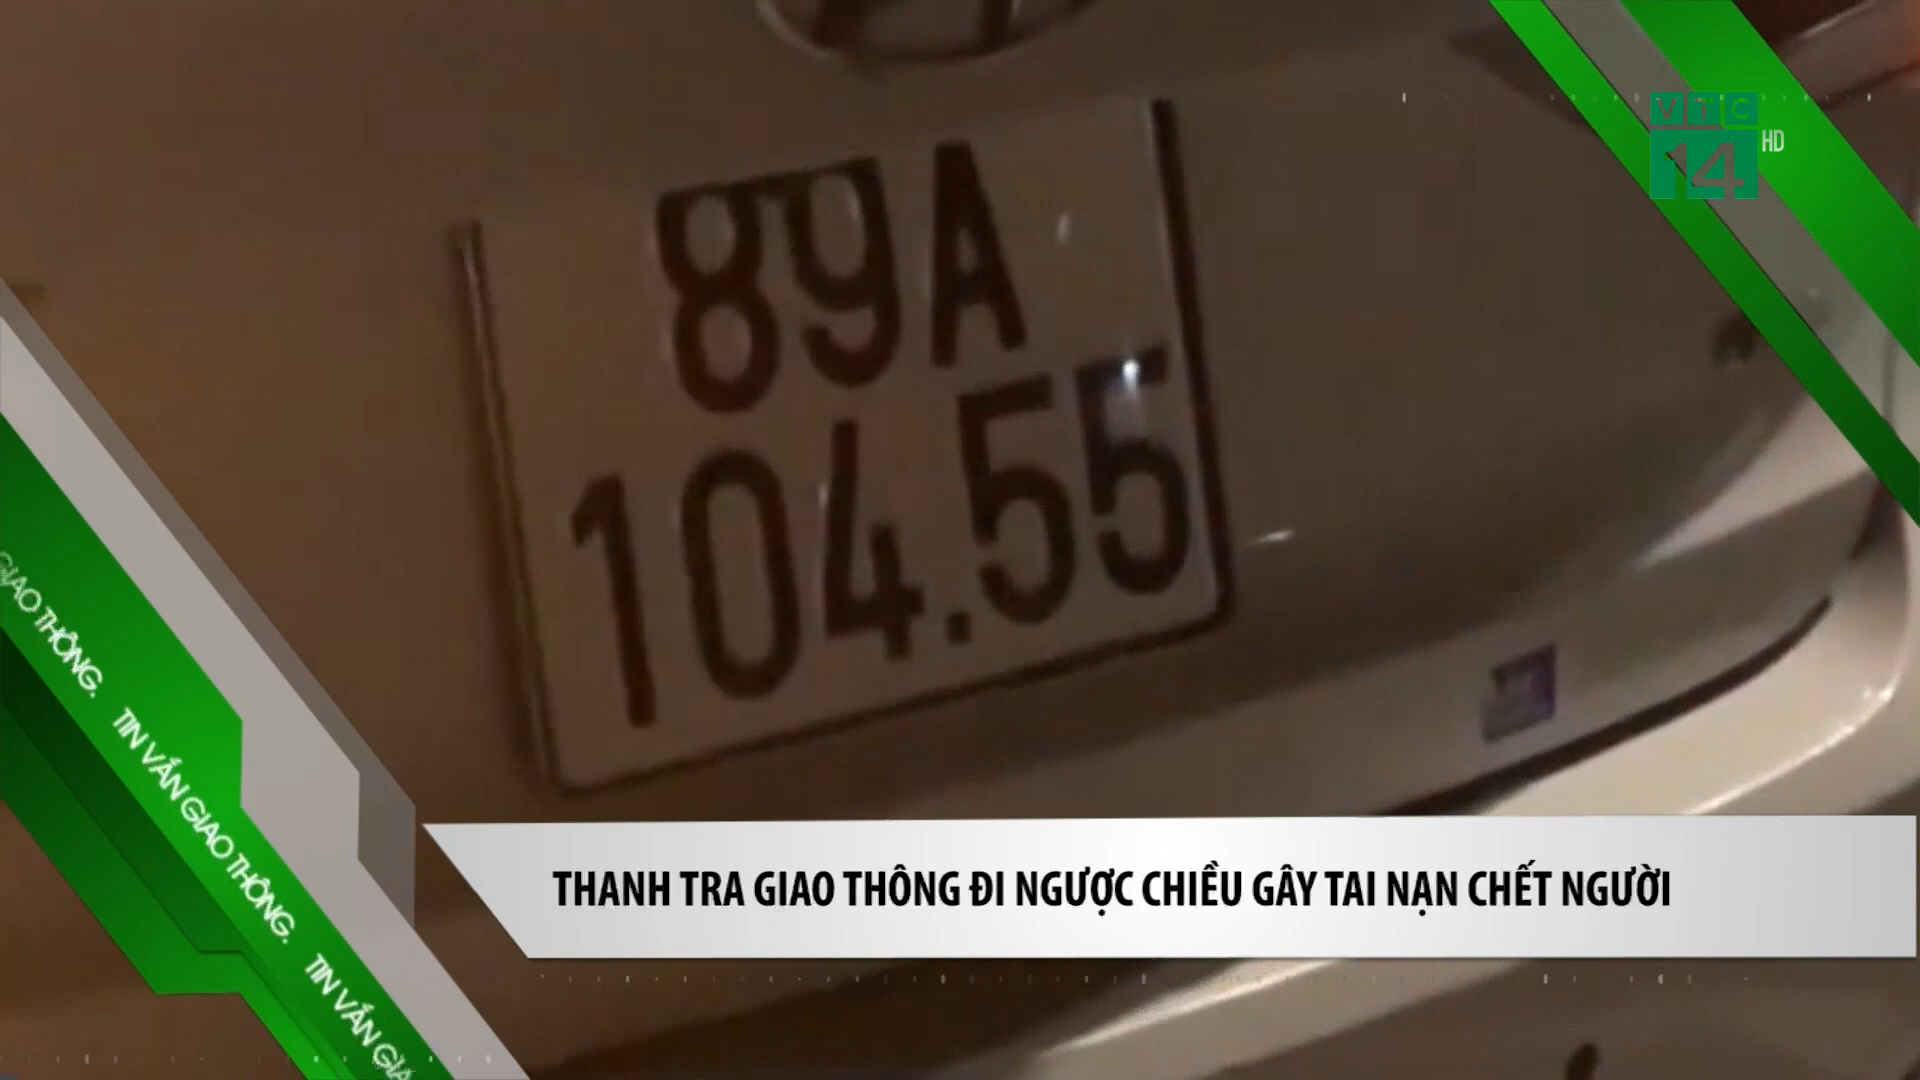 VTC
14 HD
89A
104.55
GIAO THÔNG. TIN VẮN GIAO THÔNG. TIN VẮN GIA
THANH TRA GIAO THÔNG ĐI NGƯỢC CHIỀU GÂY TAI NẠN CHẾT NGƯỜI